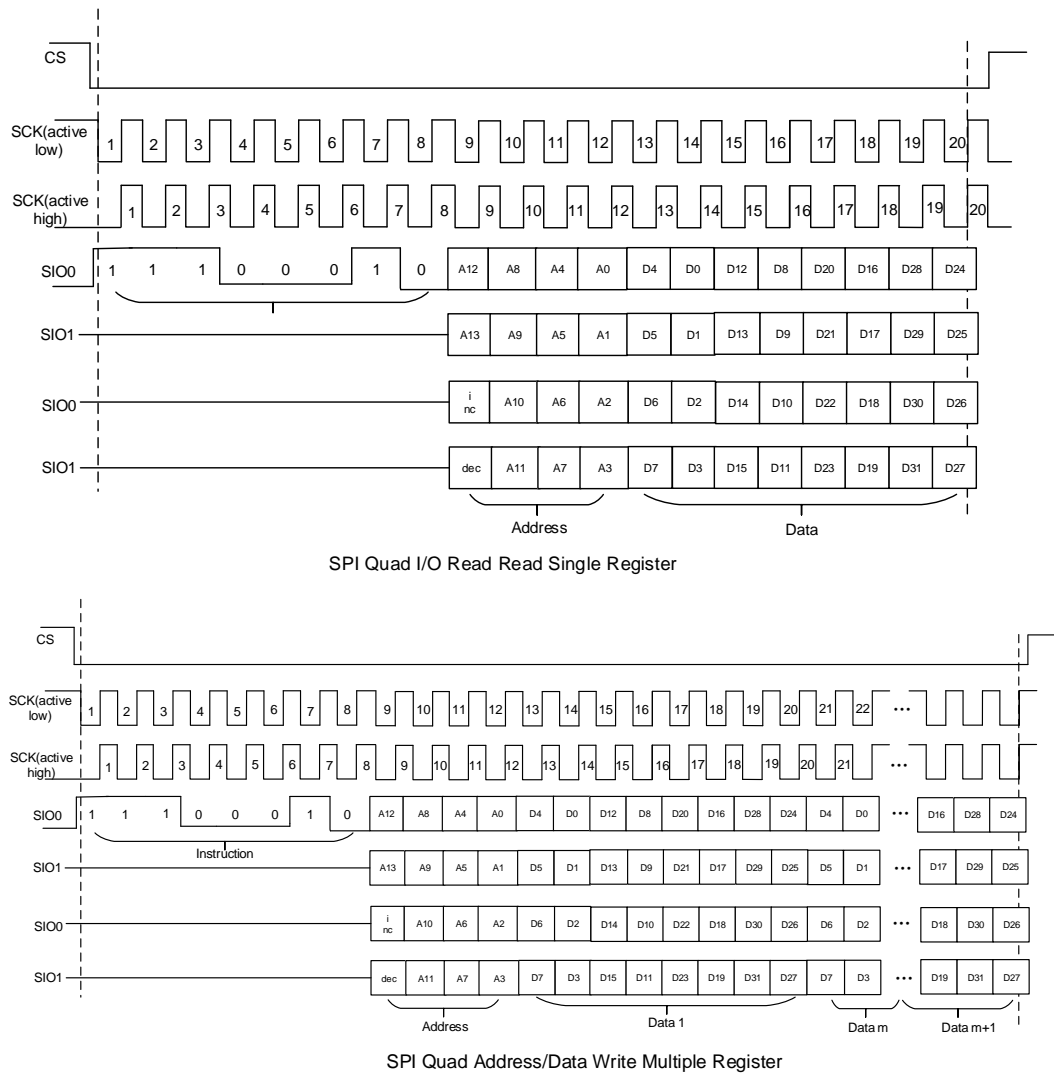 CS
SCK(active low) 1 2 3 4 5 6 7 8 9 10 11 12 13 14 15 16 17 18 19 20
SCK(active high) 1 2 3 4 5 6 7 8 9 10 11 12 13 14 15 16 17 18 19 20
SIO0 1 1 1 0 0 0 1 0 A12 A8 A4 A0 D4 D0 D12 D8 D20 D16 D28 D24
SIO1 A13 A9 A5 A1 D5 D1 D13 D9 D21 D17 D29 D25
SIO0 i nc A10 A6 A2 D6 D2 D14 D10 D22 D18 D30 D26
SIO1 dec A11 A7 A3 D7 D3 D15 D11 D23 D19 D31 D27
Address Data
SPI Quad I/O Read Read Single Register
CS
SCK(active low) 1 2 3 4 5 6 7 8 9 10 11 12 13 14 15 16 17 18 19 20 21 22 •••
SCK(active high) 1 2 3 4 5 6 7 8 9 10 11 12 13 14 15 16 17 18 19 20 21 •••
SIO0 1 1 1 0 0 0 1 0 A12 A8 A4 A0 D4 D0 D12 D8 D20 D16 D28 D24 D4 D0 ••• D16 D28 D24
Instruction
SIO1 A13 A9 A5 A1 D5 D1 D13 D9 D21 D17 D29 D25 D5 D1 ••• D17 D29 D25
SIO0 i nc A10 A6 A2 D6 D2 D14 D10 D22 D18 D30 D26 D6 D2 ••• D18 D30 D26
SIO1 dec A11 A7 A3 D7 D3 D15 D11 D23 D19 D31 D27 D7 D3 ••• D19 D31 D27
Address Data 1 Data m Data m+1
SPI Quad Address/Data Write Multiple Register